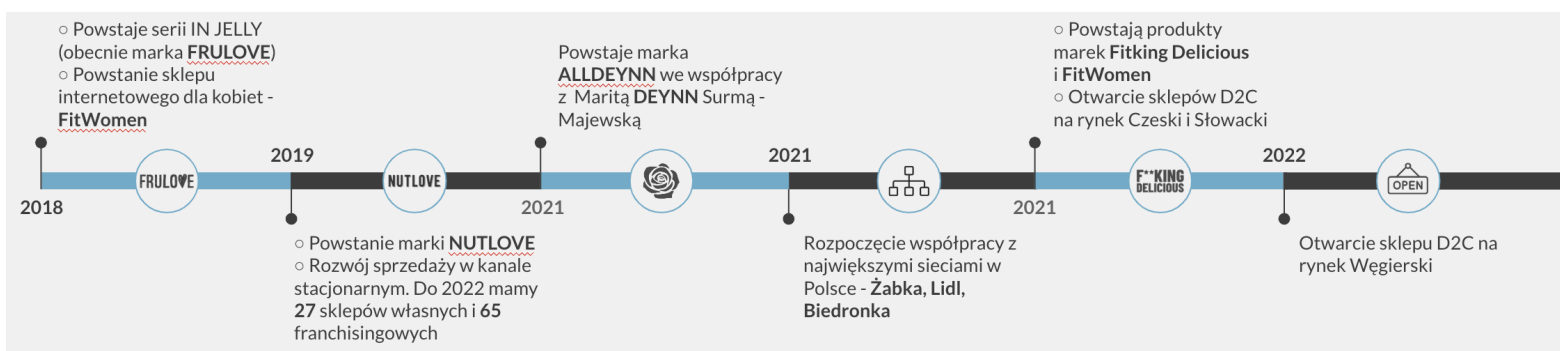 ○ Powstaje serii IN JELLY
(obecnie marka FRULOVE)
○ Powstanie sklepu
internetowego dla kobiet -
FitWomen
2018
FRULOVE
2019
○ Powstanie marki NUTLOVE
○ Rozwój sprzedaży w kanale
stacjonarnym. Do 2022 mamy
27 sklepów własnych i 65
franchisingowych
NUTLOVE
Powstaje marka
ALLDEYNN we współpracy
z Maritą DEYNN Surmą -
Majewską
2021
2021
Rozpoczęcie współpracy z
największymi sieciami w
Polsce - Żabka, Lidl,
Biedronka
○ Powstają produkty
marek Fitking Delicious
i FitWomen
○ Otwarcie sklepów D2C
na rynek Czeski i Słowacki
2021
F**KING
DELICIOUS
2022
OPEN
Otwarcie sklepu D2C na
rynek Węgierski